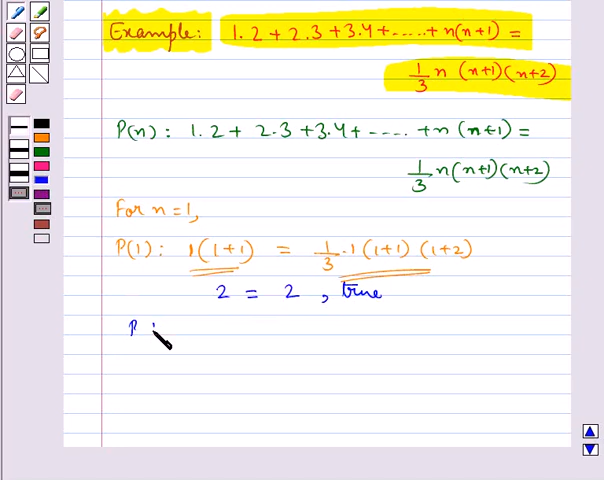 Example: 1.2 + 2.3 + 3.4 + ..... + n(n+1) =
1/3 n (n+1)(n+2)
P(n): 1.2 + 2.3 + 3.4 + ..... + n(n+1) =
1/3 n(n+1)(n+2)
For n = 1,
P(1): 1(1+1) = 1/3 . 1(1+1)(1+2)
2 = 2, true
P